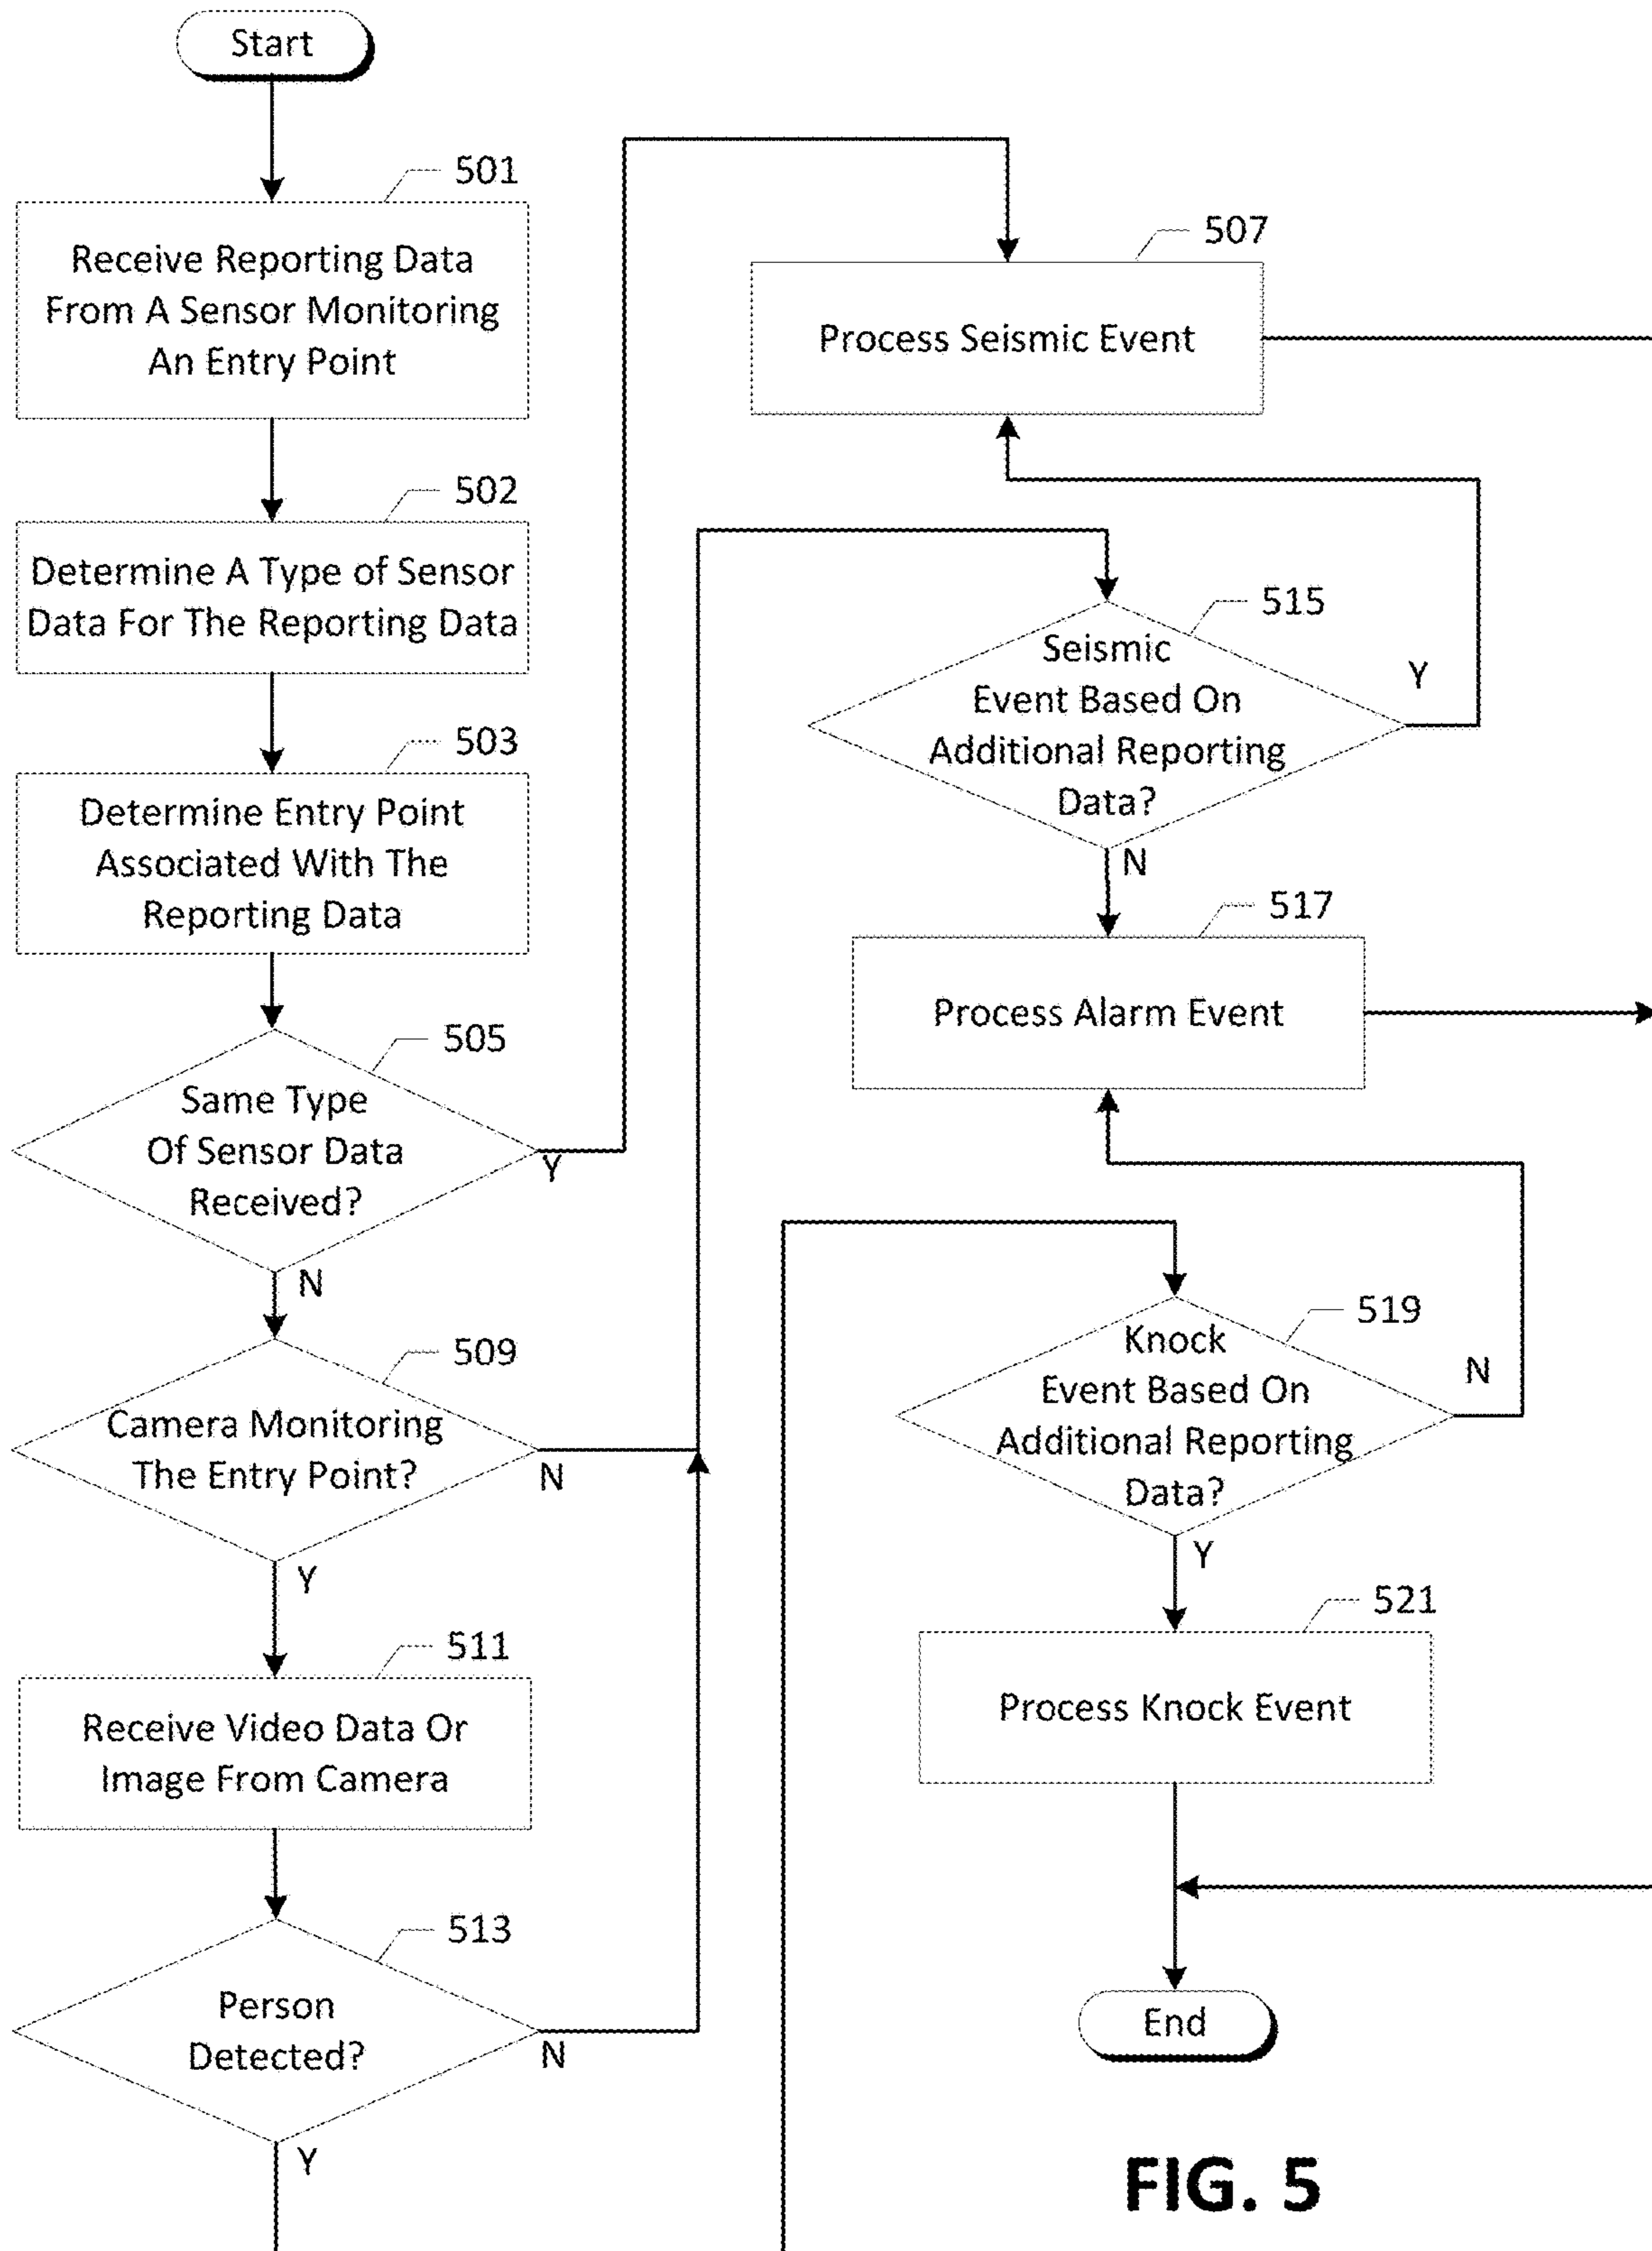 Start
501
Receive Reporting Data
From A Sensor Monitoring
An Entry Point
502
Determine A Type of Sensor
Data For The Reporting Data
503
Determine Entry Point
Associated With The
Reporting Data
505
Same Type
Of Sensor Data
Received?
Y
N
509
Camera Monitoring
The Entry Point?
N
Y
511
Receive Video Data Or
Image From Camera
513
Person
Detected?
N
Y
507
Process Seismic Event
515
Seismic
Event Based On
Additional Reporting
Data?
Y
N
517
Process Alarm Event
519
Knock
Event Based On
Additional Reporting
Data?
N
Y
521
Process Knock Event
End
FIG. 5